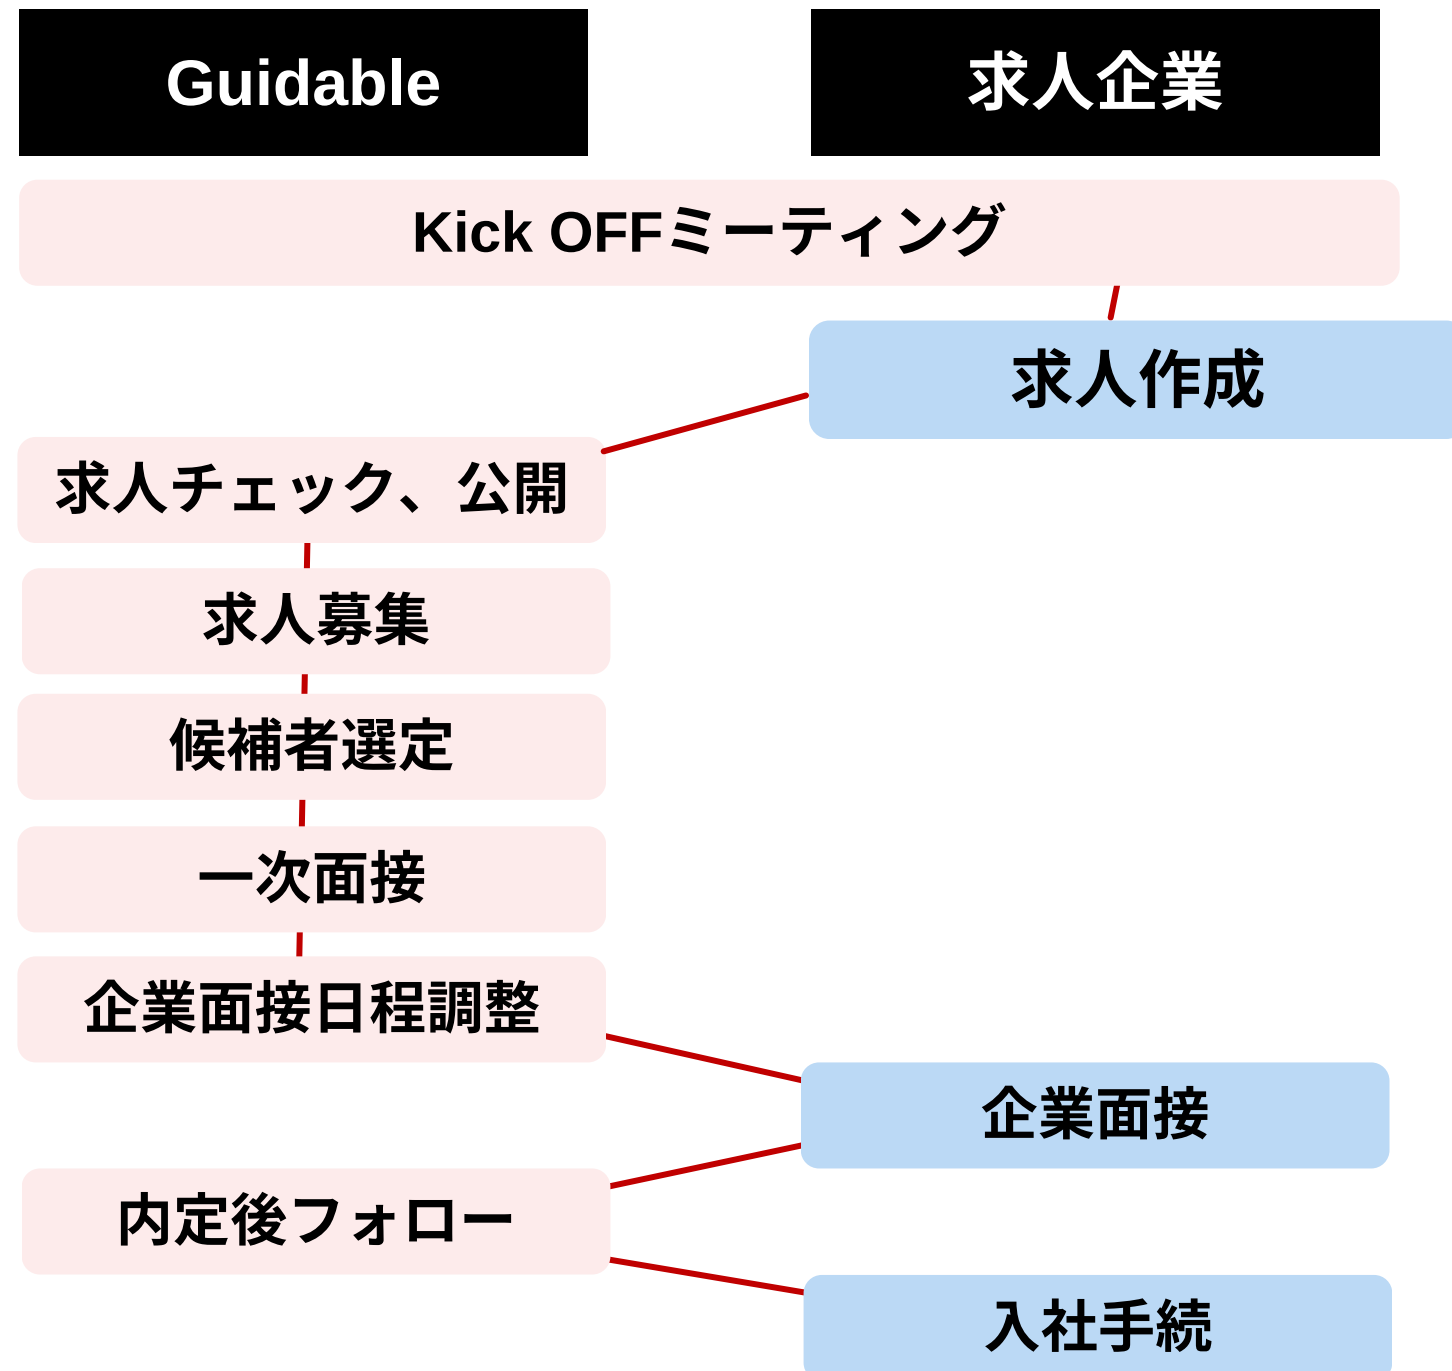 Guidable
求人企業
Kick OFFミーティング
求人作成
求人チェック、公開
求人募集
候補者選定
一次面接
企業面接日程調整
企業面接
内定後フォロー
入社手続